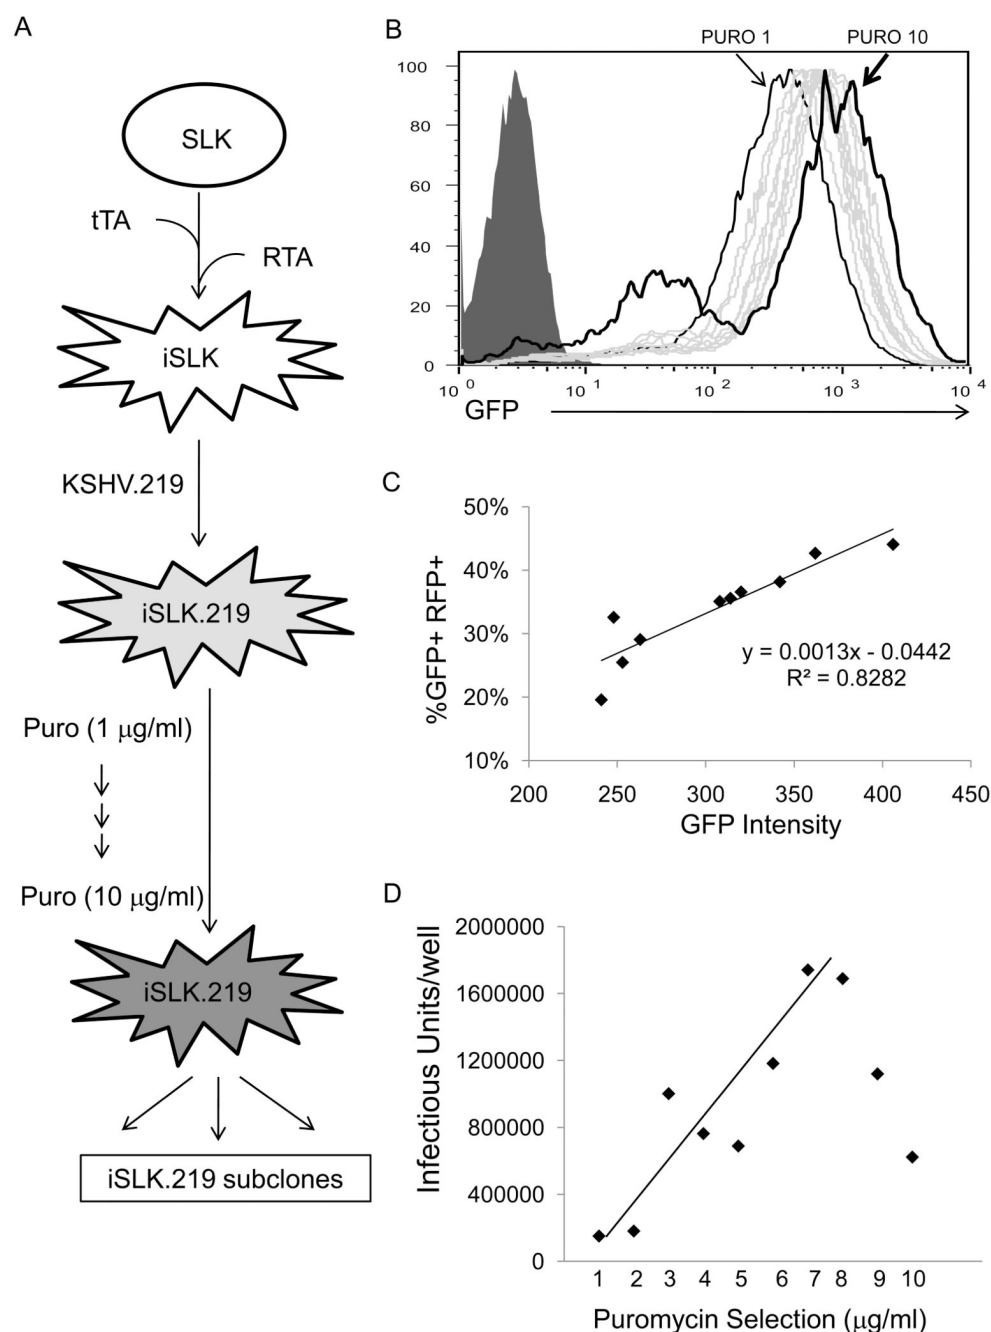 A
SLK
tTA
RTA
iSLK
KSHV.219
iSLK.219
Puro (1 μg/ml)
Puro (10 μg/ml)
iSLK.219
iSLK.219 subclones
B
PURO 1
PURO 10
100
80
60
40
20
0
10⁰ 10¹ 10² 10³ 10⁴
GFP
C
%GFP+ RFP+
50%
40%
30%
20%
10%
y = 0.0013x - 0.0442
R² = 0.8282
200 250 300 350 400 450
GFP Intensity
D
Infectious Units/well
2000000
1600000
1200000
800000
400000
0
1 2 3 4 5 6 7 8 9 10
Puromycin Selection (μg/ml)